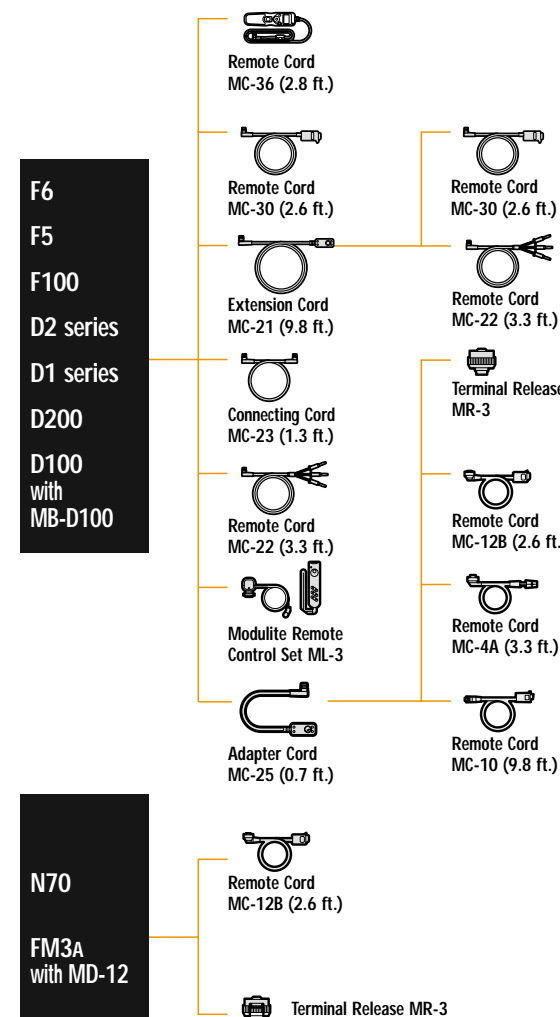 Remote Cord
MC-36 (2.8 ft.)
F6
F5
F100
D2 series
D1 series
D200
D100
with
MB-D100
Remote Cord
MC-30 (2.6 ft.)
Remote Cord
MC-30 (2.6 ft.)
Extension Cord
MC-21 (9.8 ft.)
Remote Cord
MC-22 (3.3 ft.)
Connecting Cord
MC-23 (1.3 ft.)
Terminal Release
MR-3
Remote Cord
MC-22 (3.3 ft.)
Remote Cord
MC-12B (2.6 ft.
Modulite Remote
Control Set ML-3
Remote Cord
MC-4A (3.3 ft.)
Adapter Cord
MC-25 (0.7 ft.)
Remote Cord
MC-10 (9.8 ft.)
N70
FM3A
with MD-12
Remote Cord
MC-12B (2.6 ft.)
Terminal Release MR-3